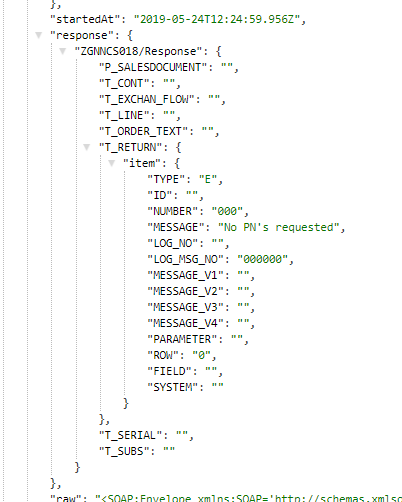 },
"startedAt": "2019-05-24T12:24:59.956Z",
"response": {
"ZGNNCS018/Response": {
"P_SALESDOCUMENT": "",
"T_CONT": "",
"T_EXCHAN_FLOW": "",
"T_LINE": "",
"T_ORDER_TEXT": "",
"T_RETURN": {
"item": {
"TYPE": "E",
"ID": "",
"NUMBER": "000",
"MESSAGE": "No PN's requested",
"LOG_NO": "",
"LOG_MSG_NO": "000000",
"MESSAGE_V1": "",
"MESSAGE_V2": "",
"MESSAGE_V3": "",
"MESSAGE_V4": "",
"PARAMETER": "",
"ROW": "0",
"FIELD": "",
"SYSTEM": ""
}
},
"T_SERIAL": "",
"T_SUBS": ""
}
},
"raw": "<SOAP:Envelope xmlns:SOAP='http://schemas.xmlso